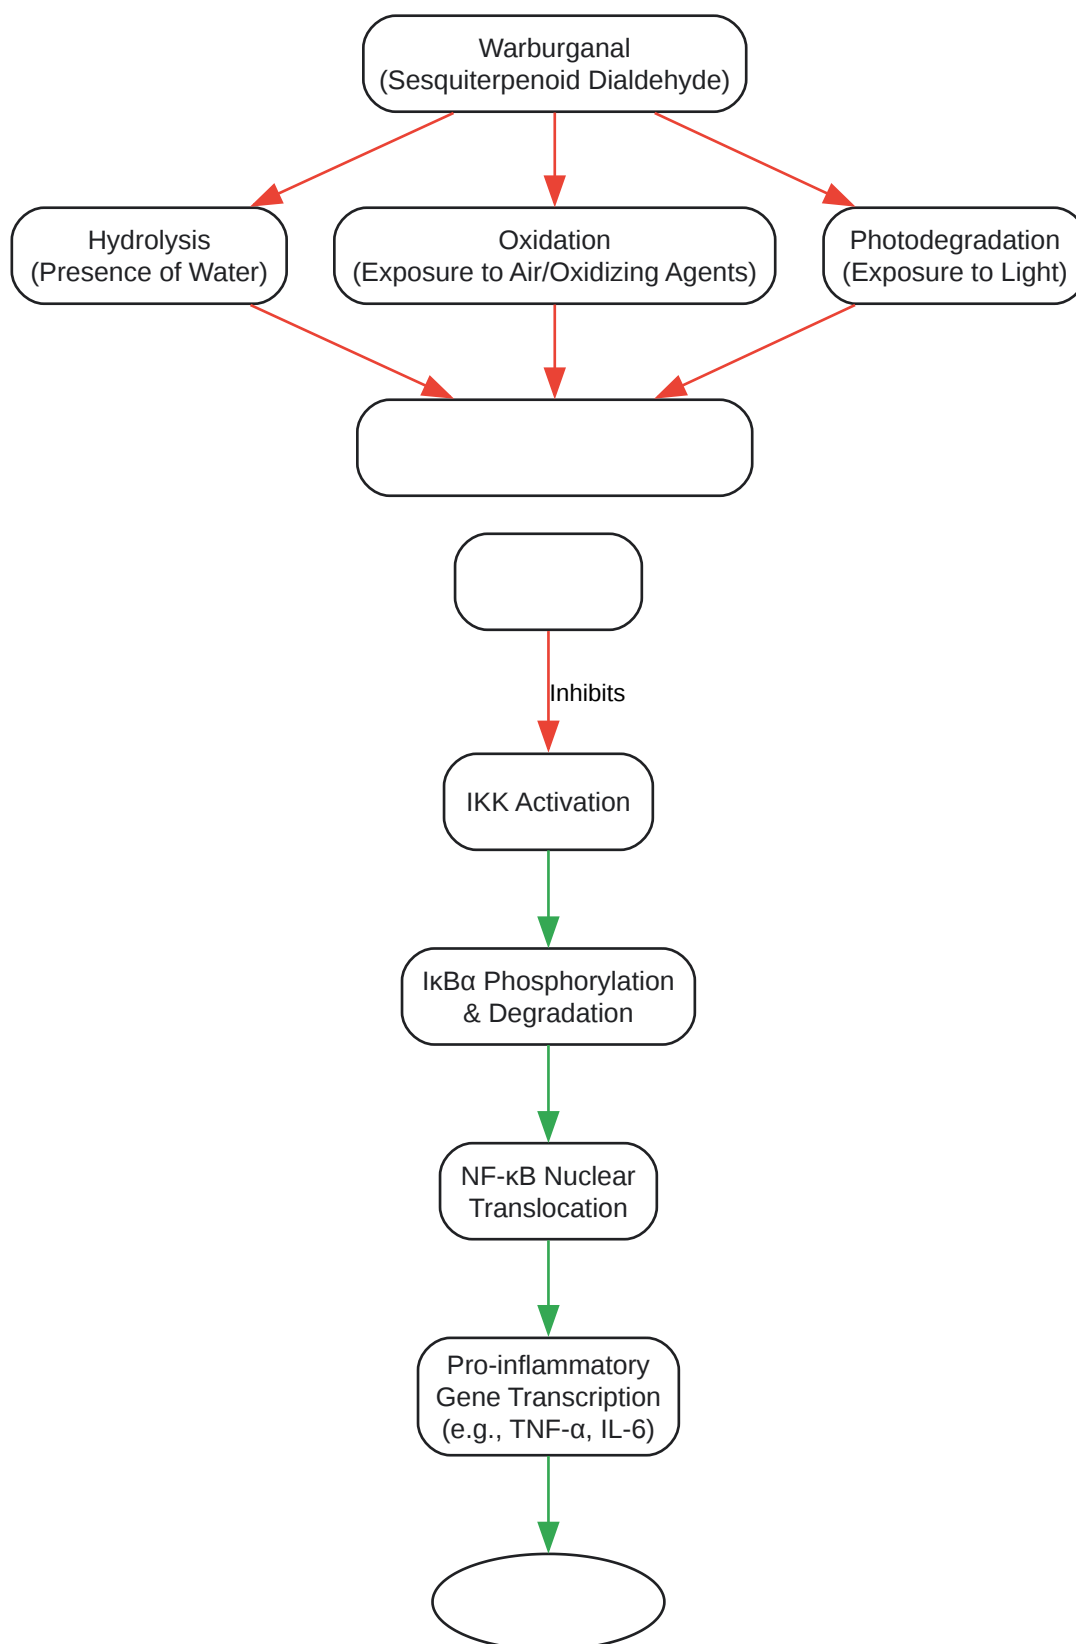 Warburganal
(Sesquiterpenoid Dialdehyde)
Hydrolysis
(Presence of Water)
Oxidation
(Exposure to Air/Oxidizing Agents)
Photodegradation
(Exposure to Light)
Inhibits
IKK Activation
IκBα Phosphorylation
& Degradation
NF-κB Nuclear
Translocation
Pro-inflammatory
Gene Transcription
(e.g., TNF-α, IL-6)